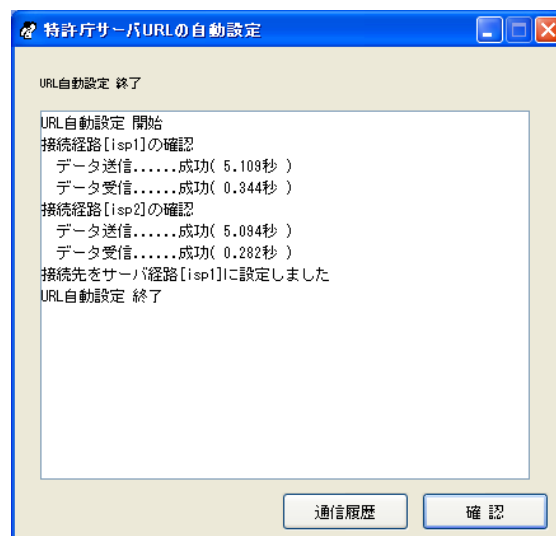 特許庁サーバURLの自動設定
URL自動設定 終了
URL自動設定 開始
接続経路[isp1]の確認
データ送信......成功( 5.109秒 )
データ受信......成功( 0.344秒 )
接続経路[isp2]の確認
データ送信......成功( 5.094秒 )
データ受信......成功( 0.282秒 )
接続先をサーバ経路[isp1]に設定しました
URL自動設定 終了
通信履歴
確 認